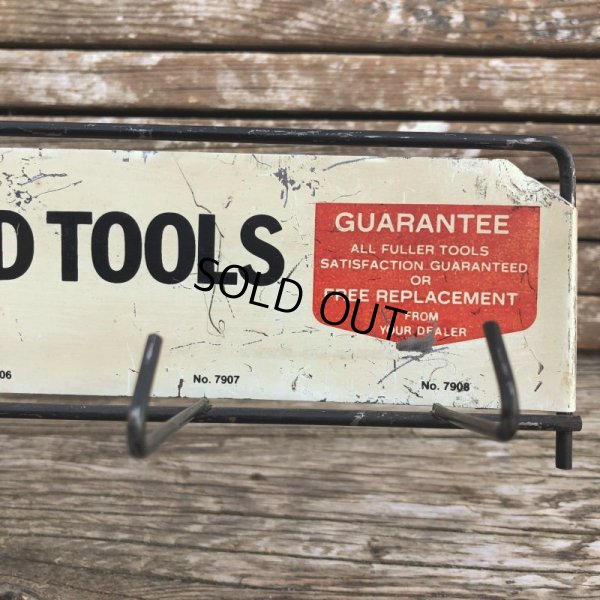 D TOOLS
GUARANTEE
ALL FULLER TOOLS
SATISFACTION GUARANTEED
OR
FREE REPLACEMENT
FROM
YOUR DEALER
SOLD OUT
06
No. 7907
No. 7908